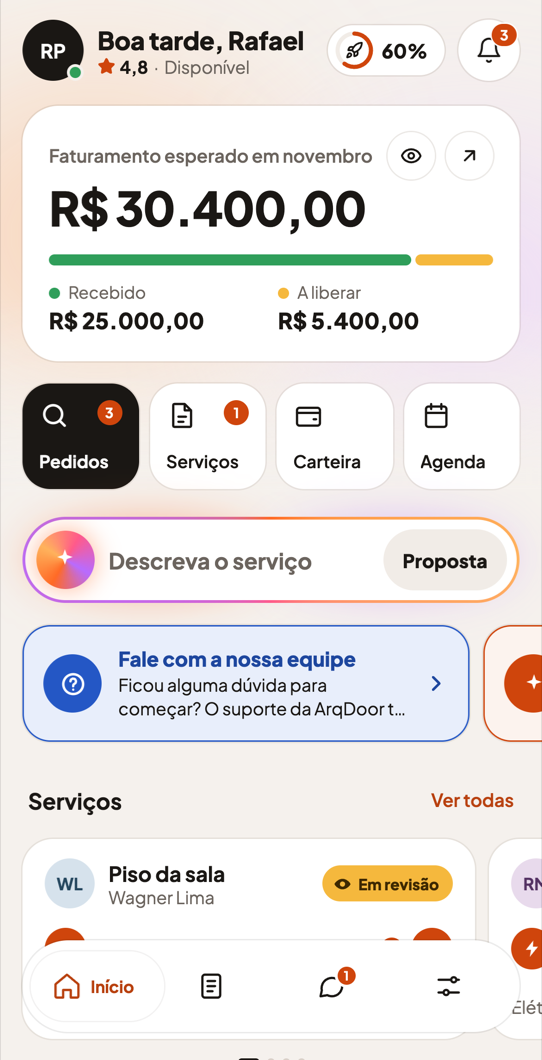 RP
Boa tarde, Rafael
4,8 · Disponível
60%
3
Faturamento esperado em novembro
R$ 30.400,00
Recebido
A liberar
R$ 25.000,00
R$ 5.400,00
3
Pedidos
1
Serviços
Carteira
Agenda
Descreva o serviço
Proposta
Fale com a nossa equipe
Ficou alguma dúvida para
começar? O suporte da ArqDoor t...
Serviços
Ver todas
WL
Piso da sala
Wagner Lima
Em revisão
Início
1